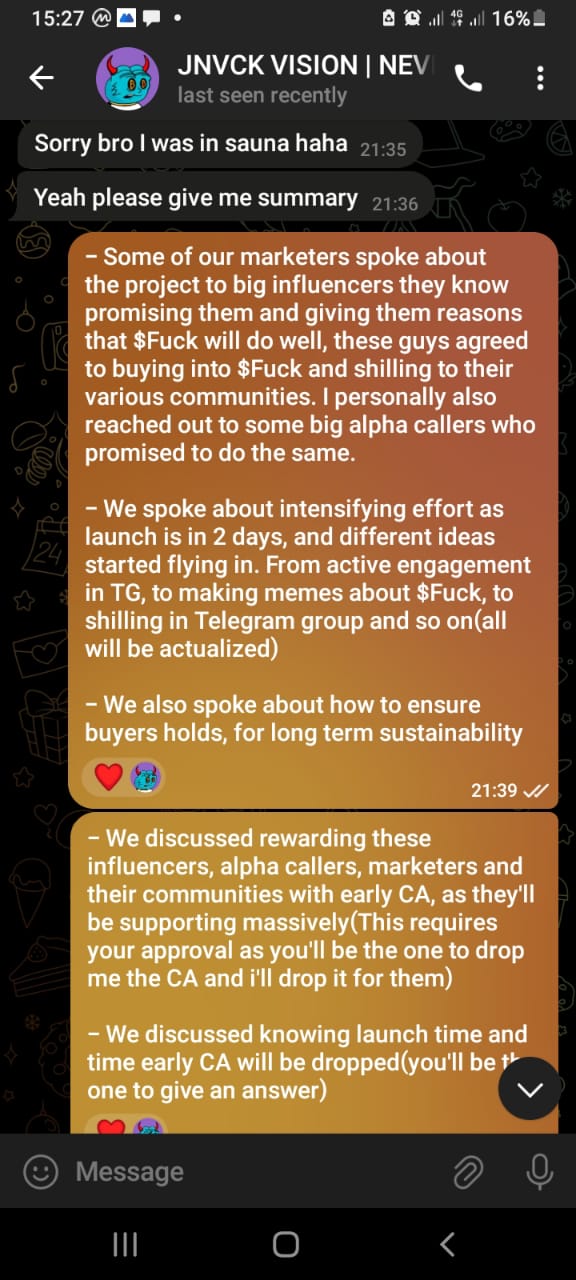 15:27
4G
16%
JNVCK VISION | NEV
last seen recently
Sorry bro I was in sauna haha 21:35
Yeah please give me summary 21:36
– Some of our marketers spoke about
the project to big influencers they know
promising them and giving them reasons
that $Fuck will do well, these guys agreed
to buying into $Fuck and shilling to their
various communities. I personally also
reached out to some big alpha callers who
promised to do the same.
– We spoke about intensifying effort as
launch is in 2 days, and different ideas
started flying in. From active engagement
in TG, to making memes about $Fuck, to
shilling in Telegram group and so on(all
will be actualized)
– We also spoke about how to ensure
buyers holds, for long term sustainability
21:39
– We discussed rewarding these
influencers, alpha callers, marketers and
their communities with early CA, as they'll
be supporting massively(This requires
your approval as you'll be the one to drop
me the CA and i'll drop it for them)
– We discussed knowing launch time and
time early CA will be dropped(you'll be
one to give an answer)
Message